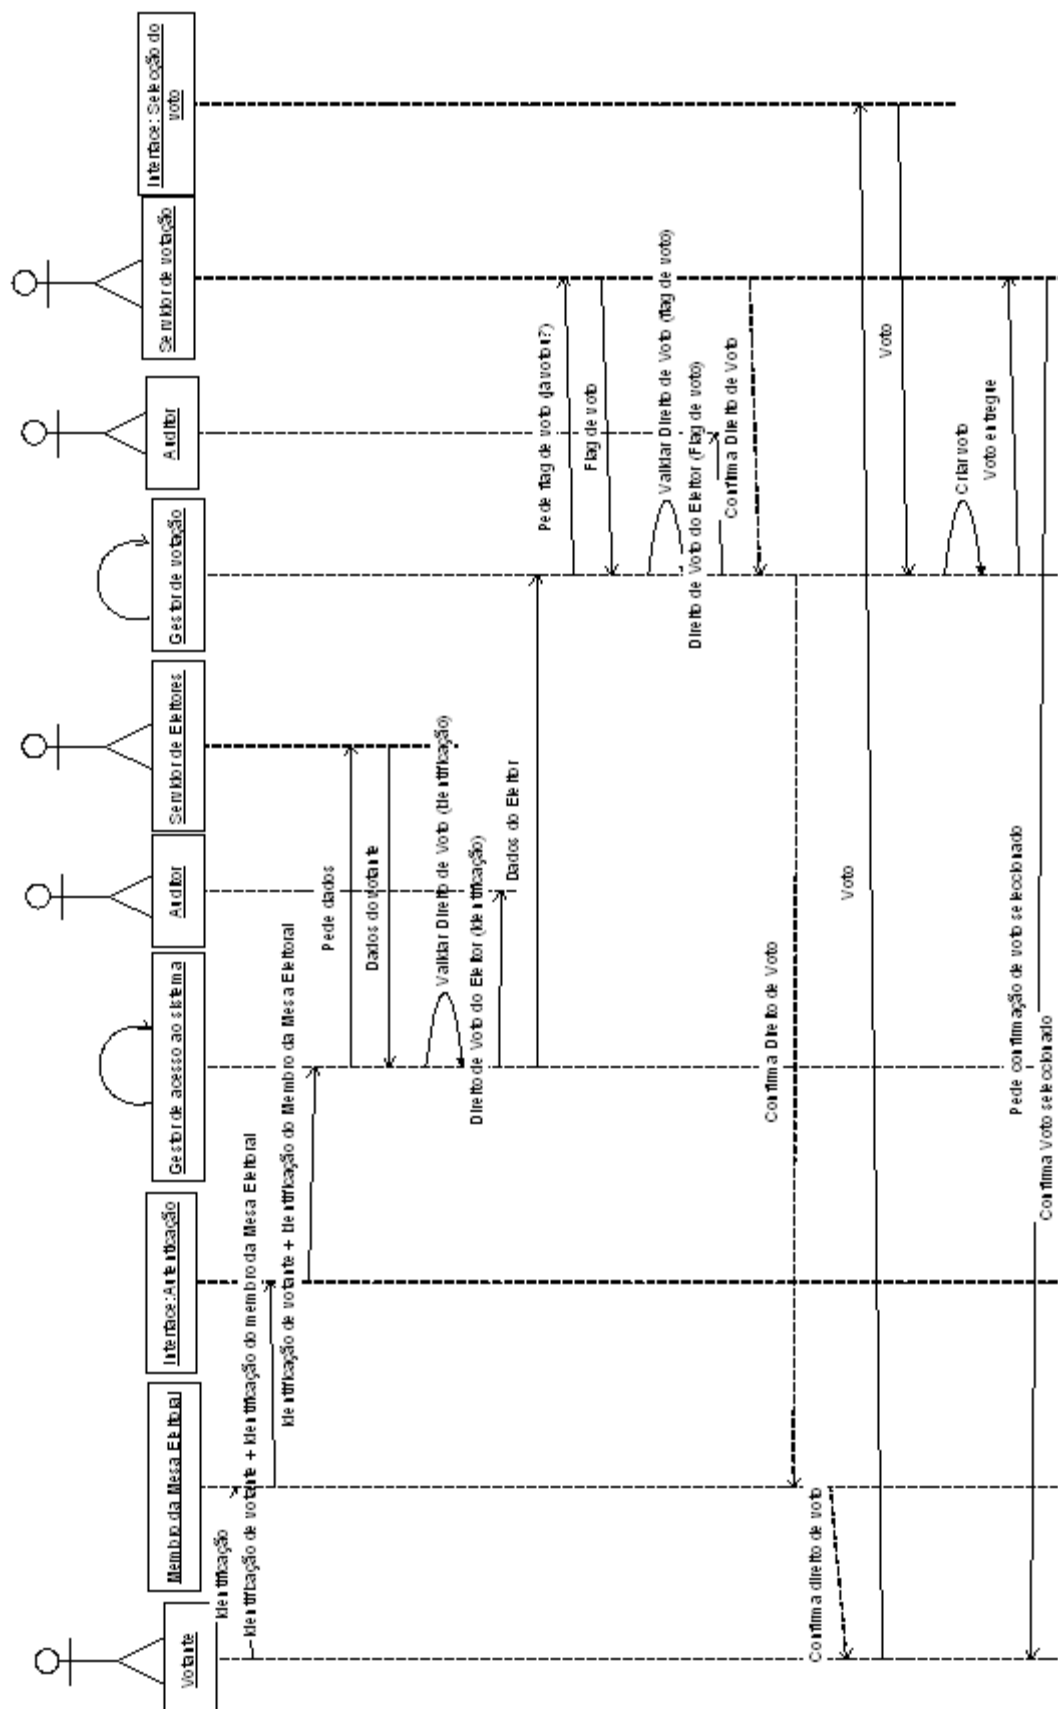 Votante
Membro da Mesa Eleitoral
Interface: Autenticação
Gestor de acesso ao sistema
Auditor
Servidor de Eleitores
Gestor de votação
Auditor
Servidor de votação
Interface: Selecção do
voto
Identificação
Identificação de votante + Identificação do membro da Mesa Eleitoral
Identificação de votante + Identificação do Membro da Mesa Eleitoral
Pede dados
Dados do votante
Validar Direito de Voto (Identificação)
Direito de Voto do Eleitor (Identificação)
Dados do Eleitor
Pede flag de voto (já votou?)
Flag de voto
Validar Direito de Voto (flag de voto)
Direito de Voto do Eleitor (Flag de voto)
Confirma Direito de Voto
Confirma Direito de Voto
Confirma direito de voto
Voto
Voto
Criar voto
Voto entregue
Pede confirmação de voto seleccionado
Confirma Voto seleccionado